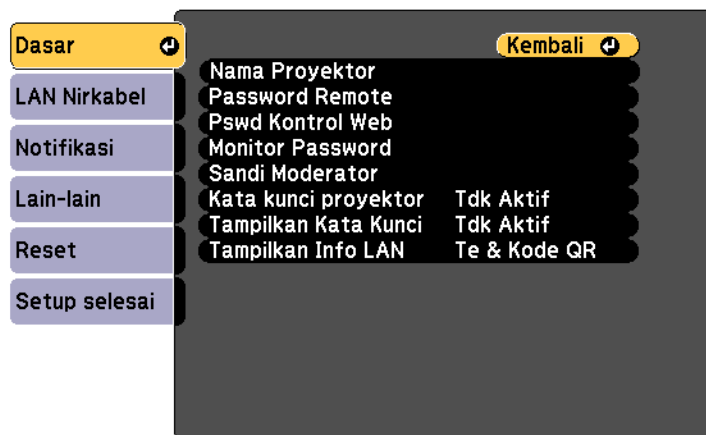 Dasar
LAN Nirkabel
Notifikasi
Lain-lain
Reset
Setup selesai
Kembali
Nama Proyektor
Password Remote
Pswd Kontrol Web
Monitor Password
Sandi Moderator
Kata kunci proyektor Tdk Aktif
Tampilkan Kata Kunci Tdk Aktif
Tampilkan Info LAN Te & Kode QR